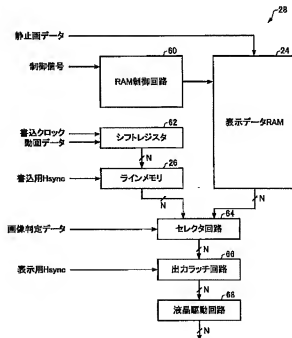 28
静止画データ
60
24
制御信号
RAM制御回路
表示データRAM
62
書込クロック
動画データ
シフトレジスタ
N
26
書込用Hsync
ラインメモリ
N
N
64
画像判定データ
セレクタ回路
N
66
表示用Hsync
出力ラッチ回路
N
68
液晶駆動回路
N